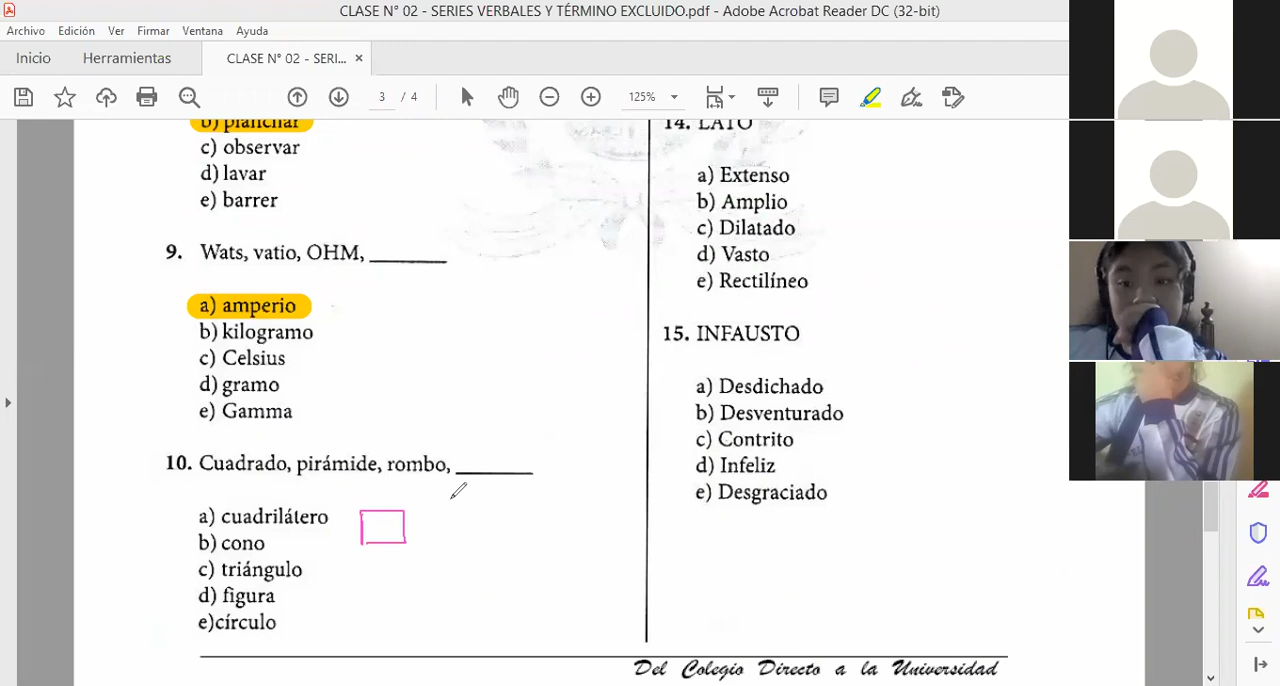 CLASE N° 02 - SERIES VERBALES Y TÉRMINO EXCLUIDO.pdf - Adobe Acrobat Reader DC (32-bit)
Archivo Edición Ver Firmar Ventana Ayuda
Inicio Herramientas CLASE N° 02 - SERI... ×
3 / 4 125%
b) planchar
c) observar
d) lavar
e) barrer
9. Wats, vatio, OHM, ________
a) amperio
b) kilogramo
c) Celsius
d) gramo
e) Gamma
10. Cuadrado, pirámide, rombo, ________
a) cuadrilátero
b) cono
c) triángulo
d) figura
e)círculo
14. LATO
a) Extenso
b) Amplio
c) Dilatado
d) Vasto
e) Rectilíneo
15. INFAUSTO
a) Desdichado
b) Desventurado
c) Contrito
d) Infeliz
e) Desgraciado
Del Colegio Directo a la Universidad